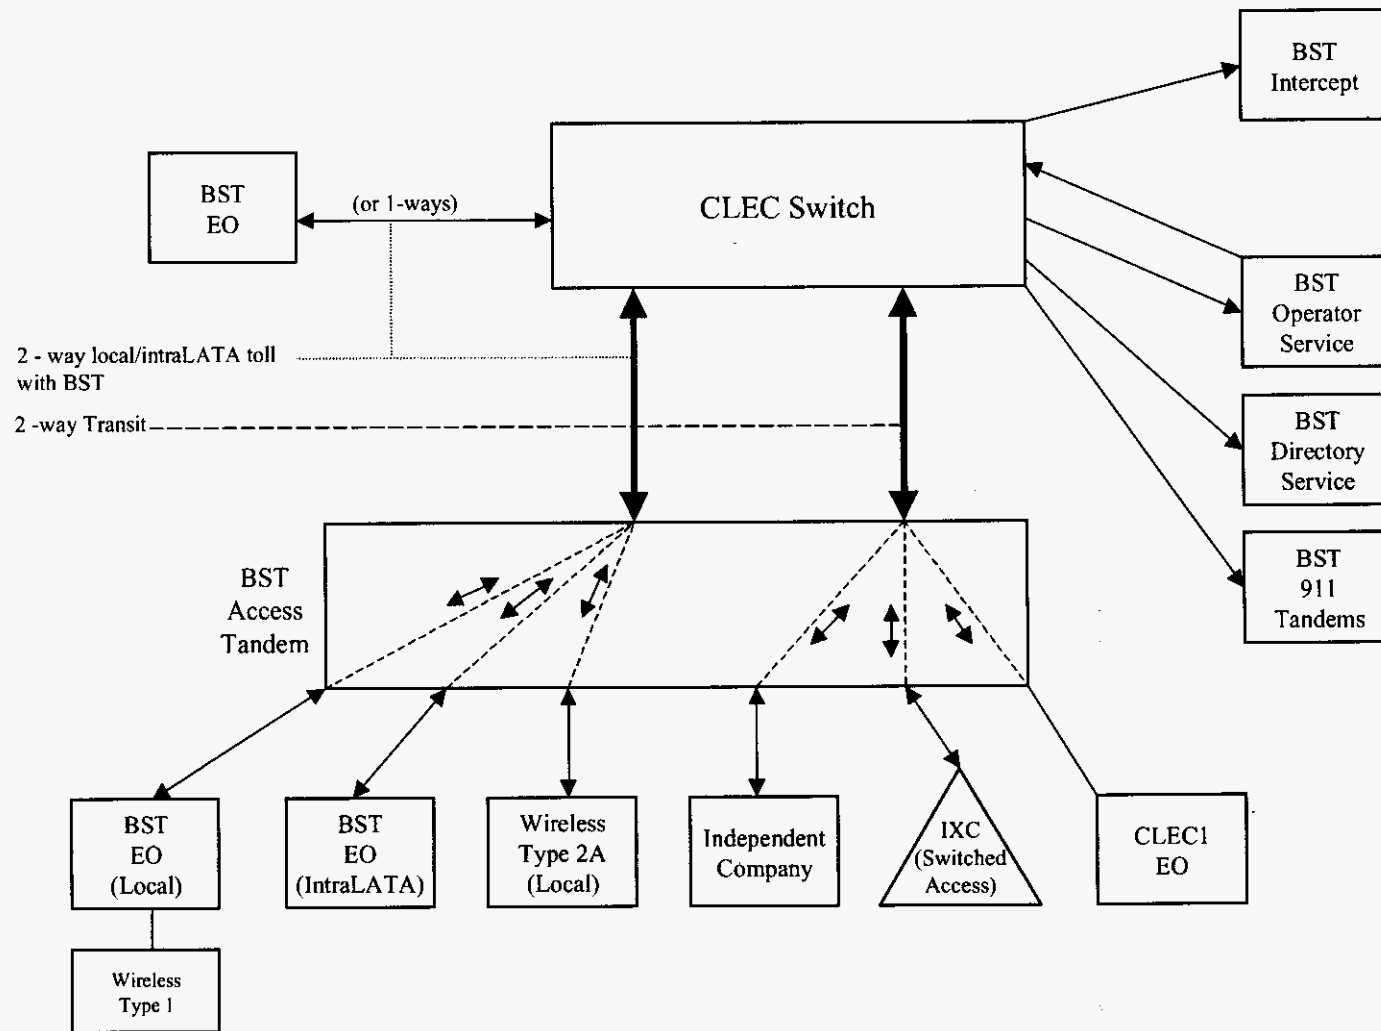 BST
Intercept
BST
EO
(or 1-ways)
CLEC Switch
BST
Operator
Service
2 - way local/intraLATA toll
with BST
2 -way Transit
BST
Directory
Service
BST
911
Tandems
BST
Access
Tandem
BST
EO
(Local)
BST
EO
(IntraLATA)
Wireless
Type 2A
(Local)
Independent
Company
IXC
(Switched
Access)
CLEC1
EO
Wireless
Type 1